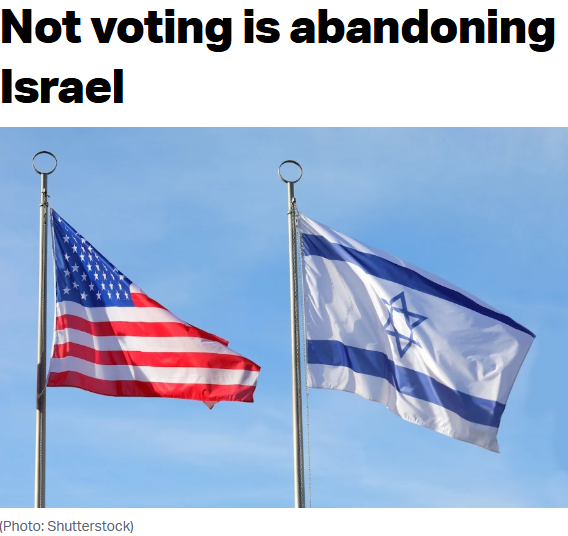 Not voting is abandoning
Israel
(Photo: Shutterstock)